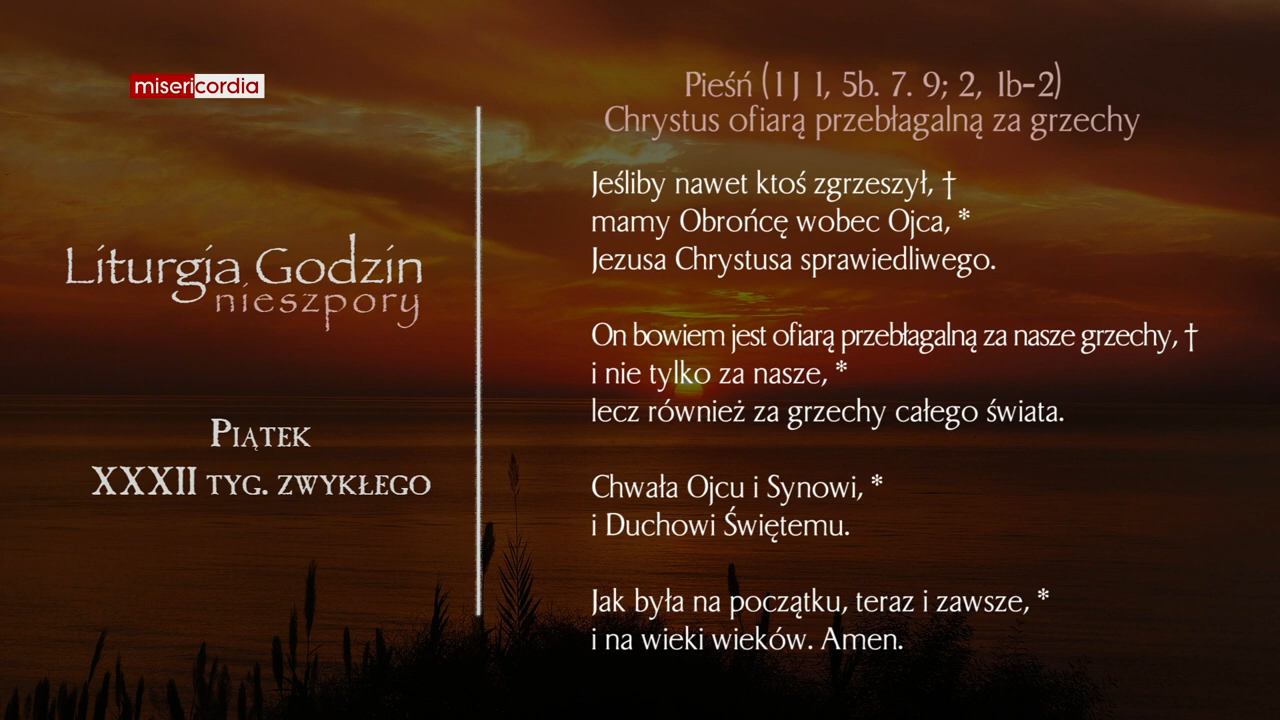 misericordia
Liturgia Godzin
nieszpory
Piątek
XXXII tyg. zwykłego
Pieśń (1 J 1, 5b. 7. 9; 2, 1b-2)
Chrystus ofiarą przebłagalną za grzechy
Jeśliby nawet ktoś zgrzeszył, †
mamy Obrońcę wobec Ojca, *
Jezusa Chrystusa sprawiedliwego.
On bowiem jest ofiarą przebłagalną za nasze grzechy, †
i nie tylko za nasze, *
lecz również za grzechy całego świata.
Chwała Ojcu i Synowi, *
i Duchowi Świętemu.
Jak była na początku, teraz i zawsze, *
i na wieki wieków. Amen.